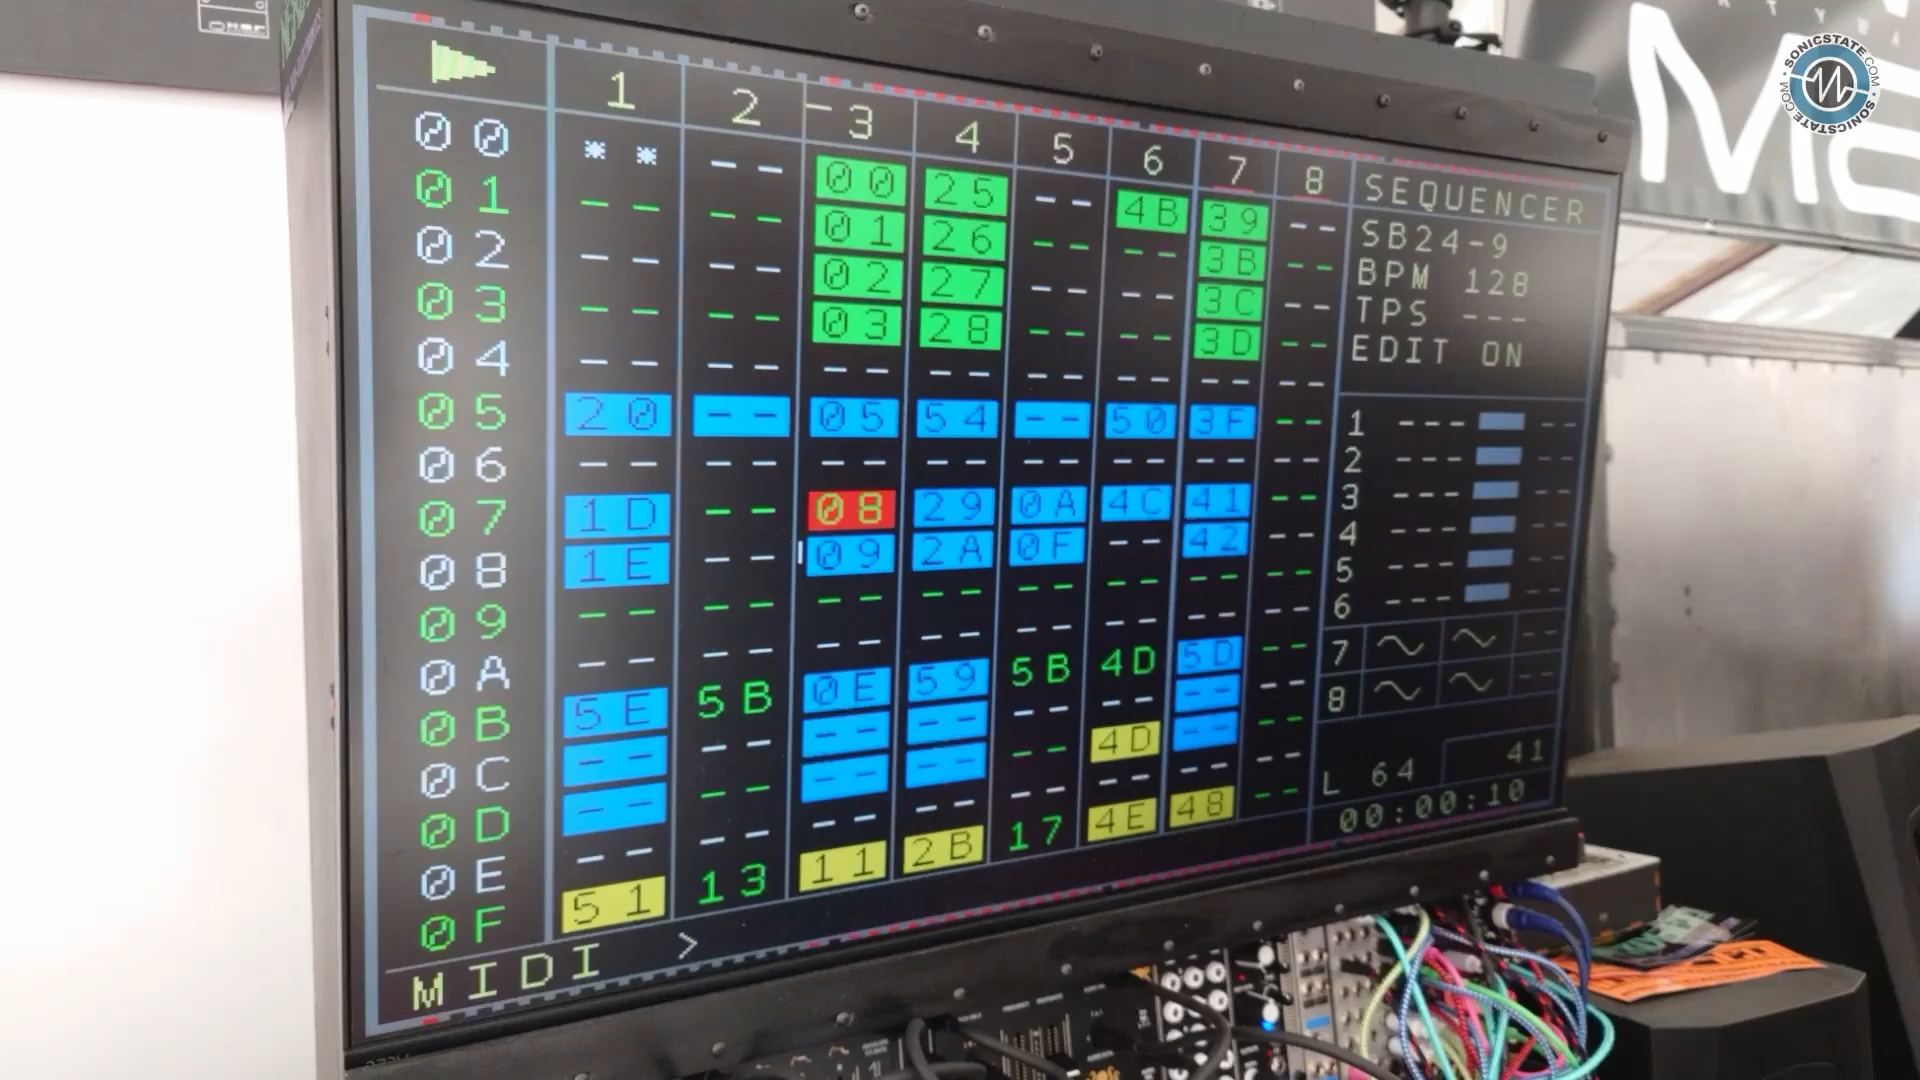 1 2 3 4 5 6 7 8
00 ** -- 00 25 -- 4B 39 --
01 -- -- 01 26 -- -- 3B --
02 -- -- 02 27 -- -- 3C --
03 -- -- 03 28 -- -- 3D --
04 -- -- -- -- -- -- -- --
05 20 -- 05 54 -- 50 3F --
06 -- -- -- -- -- -- -- --
07 1D -- 08 29 0A 4C 41 --
08 1E -- 09 2A 0F -- 42 --
09 -- -- -- -- -- -- -- --
0A -- -- -- -- -- -- -- --
0B 5E 5B 0E 59 5B 4D 5D --
0C -- -- -- -- -- -- -- --
0D -- -- -- -- -- 4D -- --
0E -- -- -- -- -- -- -- --
0F 51 13 11 2B 17 4E 48 --
MIDI >
SEQUENCER
SB24-9
BPM 128
TPS ---
EDIT ON
1 --- --
2
3 --- --
4 --- --
5 --- --
6 --- --
7 --
8 --
L 64 41
00:00:10
SONICSTATE.COM
SONICSTATE.COM